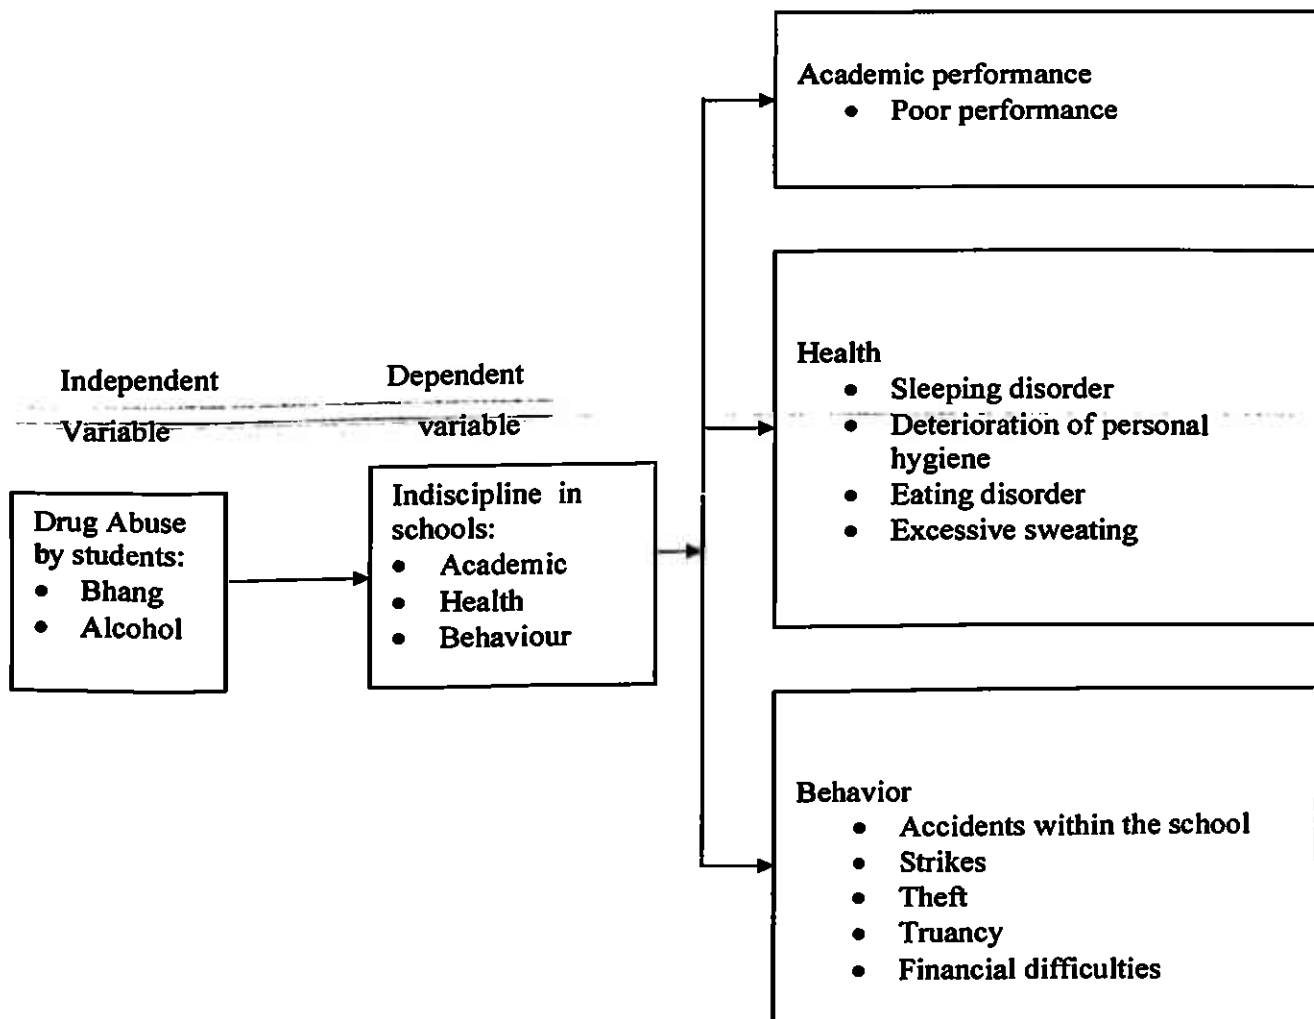 Independent
Variable
Dependent
variable
Drug Abuse
by students:
• Bhang
• Alcohol
Indiscipline in
schools:
• Academic
• Health
• Behaviour
Academic performance
• Poor performance
Health
• Sleeping disorder
• Deterioration of personal
hygiene
• Eating disorder
• Excessive sweating
Behavior
• Accidents within the school
• Strikes
• Theft
• Truancy
• Financial difficulties